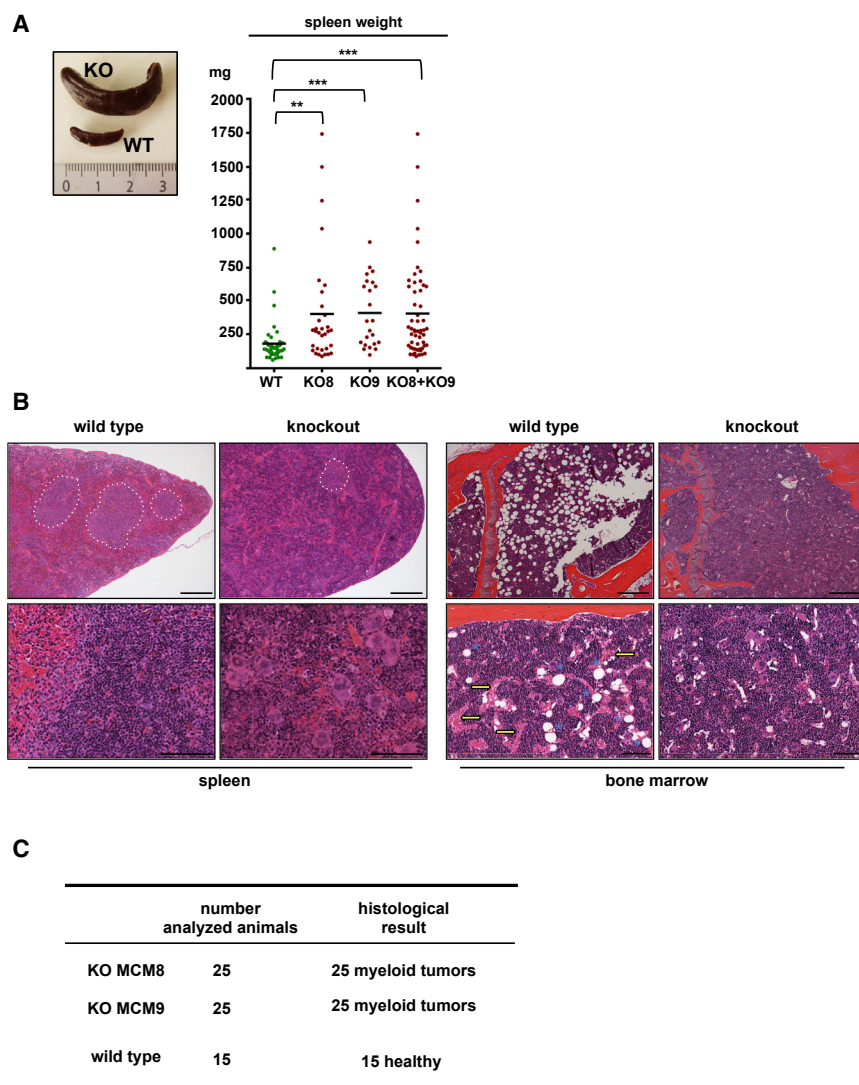 A
spleen weight
KO
WT
0 1 2 3
mg
***
***
**
2000
1750
1500
1250
1000
750
500
250
WT KO8 KO9 KO8+KO9
B
wild type knockout wild type knockout
spleen bone marrow
C
number analyzed animals histological result
KO MCM8 25 25 myeloid tumors
KO MCM9 25 25 myeloid tumors
wild type 15 15 healthy